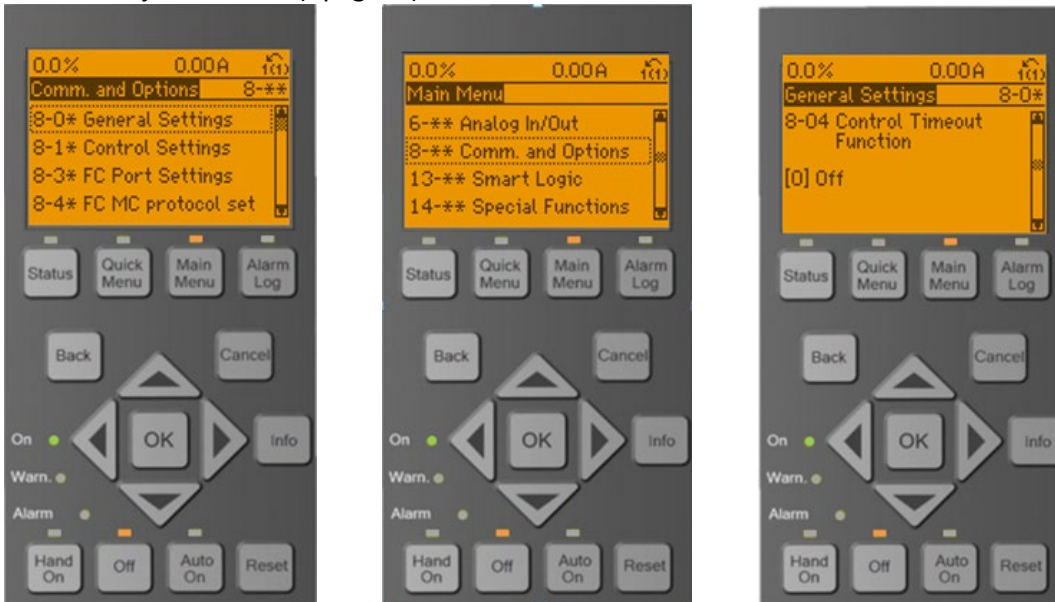 0.0% 0.00A 1(1)
Comm. and Options 8-**
8-0* General Settings
8-1* Control Settings
8-3* FC Port Settings
8-4* FC MC protocol set
Status
Quick Menu
Main Menu
Alarm Log
Back
Cancel
OK
Info
On
Warn.
Alarm
Hand On
Off
Auto On
Reset
0.0% 0.00A 1(1)
Main Menu
6-** Analog In/Out
8-** Comm. and Options
13-** Smart Logic
14-** Special Functions
Status
Quick Menu
Main Menu
Alarm Log
Back
Cancel
OK
Info
On
Warn.
Alarm
Hand On
Off
Auto On
Reset
0.0% 0.00A 1(1)
General Settings 8-0*
8-04 Control Timeout
Function
[0] Off
Status
Quick Menu
Main Menu
Alarm Log
Back
Cancel
OK
Info
On
Warn.
Alarm
Hand On
Off
Auto On
Reset